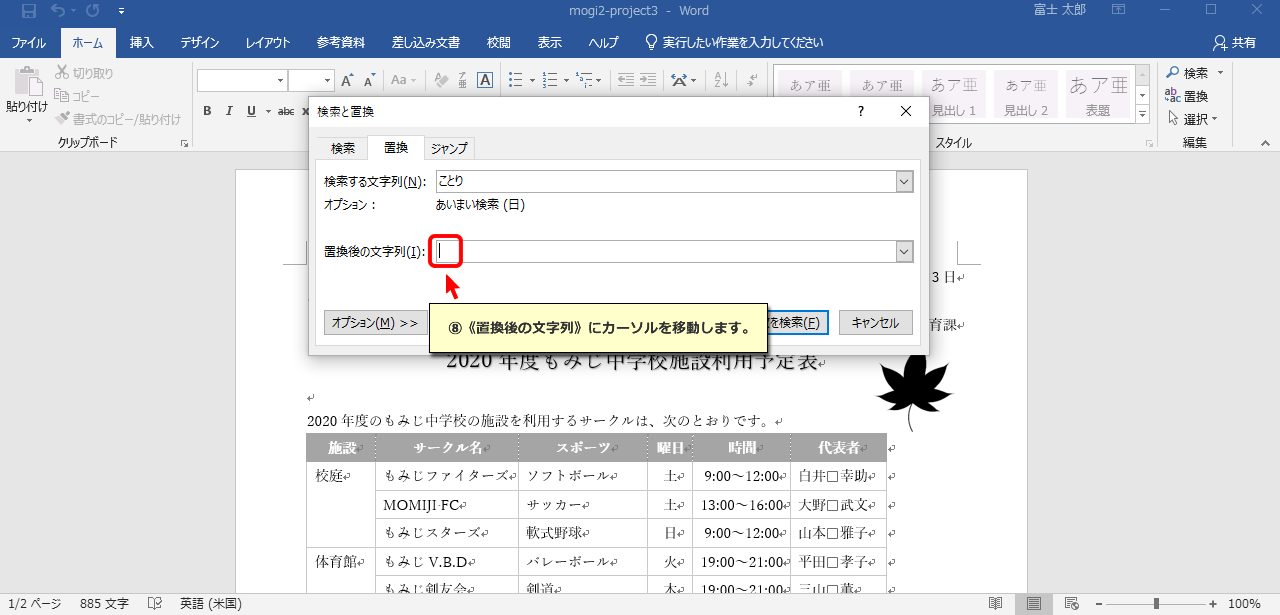 mogi2-project3 - Word
富士 太郎
ファイル ホーム 挿入 デザイン レイアウト 参考資料 差し込み文書 校閲 表示 ヘルプ 実行したい作業を入力してください 共有
貼り付け
切り取り
コピー
書式のコピー/貼り付け
クリップボード
A A Aa A
B I U abc x
あア亜 あア亜 あア亜 あア亜 あア亜
見出し 1 見出し 2 表題
スタイル
検索
置換
選択
編集
検索と置換
検索 置換 ジャンプ
検索する文字列(N): ことり
オプション : あいまい検索 (日)
置換後の文字列(I):
オプション(M) >>
を検索(F)
キャンセル
⑧《置換後の文字列》にカーソルを移動します。
3 日
育課
2020 年度もみじ中学校施設利用予定表
2020 年度のもみじ中学校の施設を利用するサークルは、次のとおりです。
施設 サークル名 スポーツ 曜日 時間 代表者
校庭 もみじファイターズ ソフトボール 土 9:00～12:00 白井□幸助
MOMIJI·FC サッカー 土 13:00～16:00 大野□武文
もみじスターズ 軟式野球 日 9:00～12:00 山本□雅子
体育館 もみじ V.B.D バレーボール 火 19:00～21:00 平田□孝子
もみじ剣友会 剣道 木 19:00～21:00 三山□薫
1/2 ページ 885 文字 英語 (米国) 100%